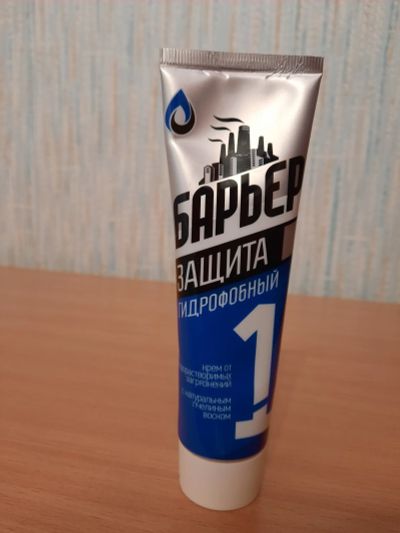 БАРЬЕР
ЗАЩИТА
ГИДРОФОБНЫЙ
1
крем от
загрязнений
с натуральным
пчелиным
воском